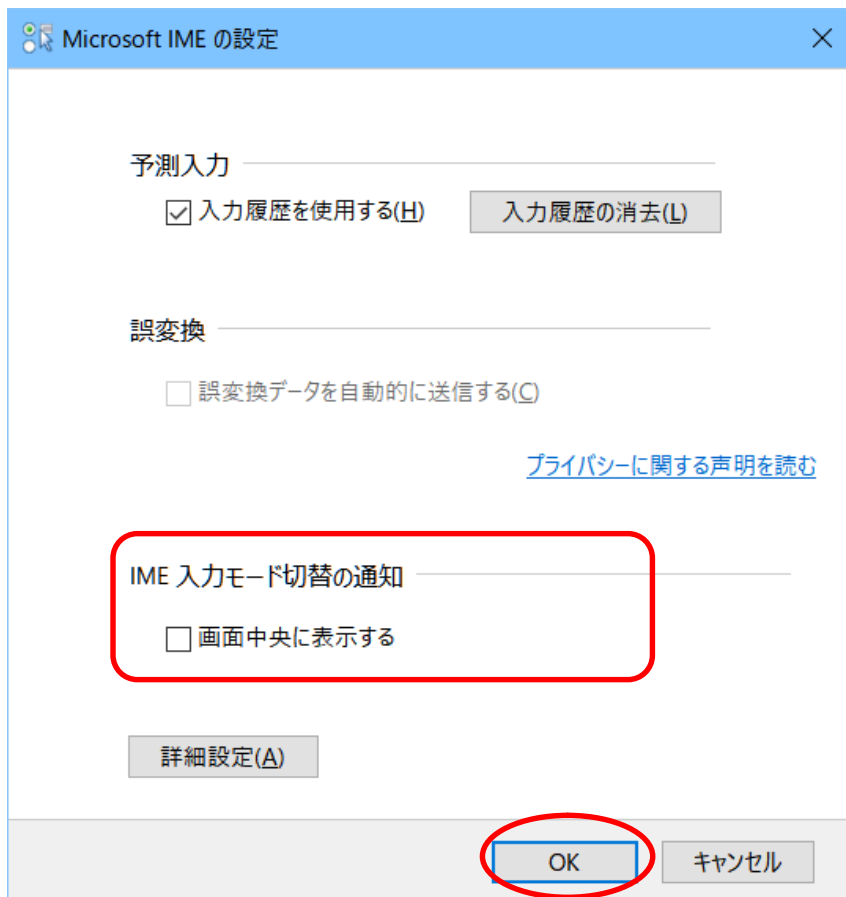 Microsoft IME の設定
予測入力
入力履歴を使用する(H)
入力履歴の消去(L)
誤変換
誤変換データを自動的に送信する(C)
プライバシーに関する声明を読む
IME 入力モード切替の通知
画面中央に表示する
詳細設定(A)
OK
キャンセル